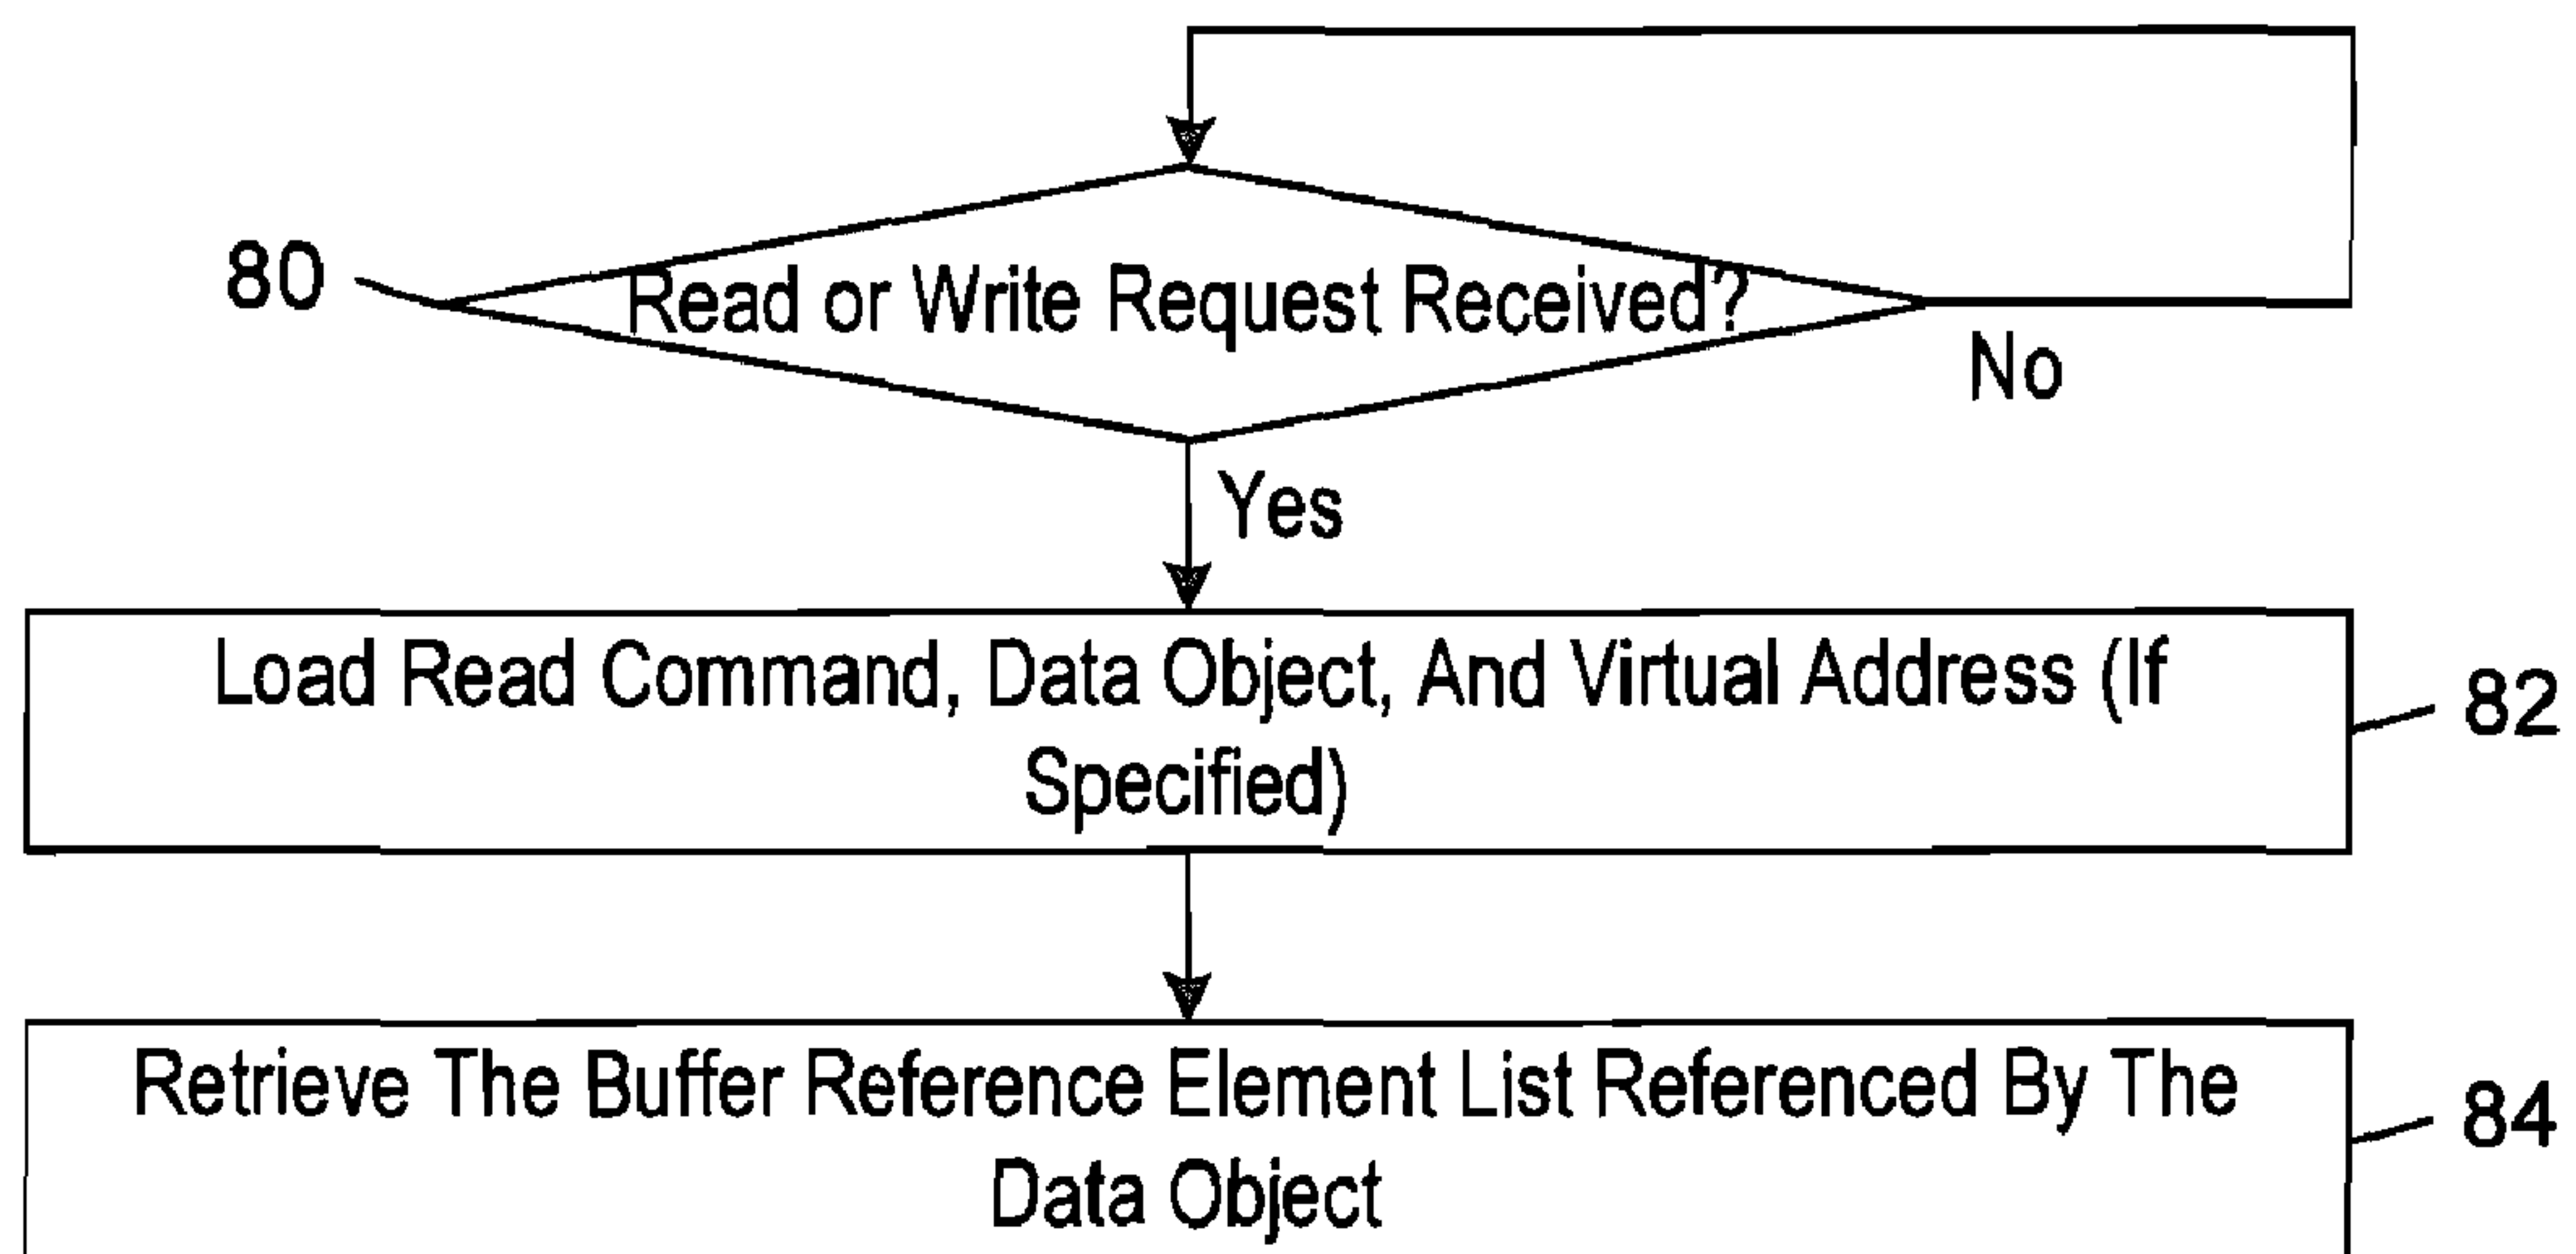 80
Read or Write Request Received?
No
Yes
Load Read Command, Data Object, And Virtual Address (If
Specified)
82
Retrieve The Buffer Reference Element List Referenced By The
Data Object
84